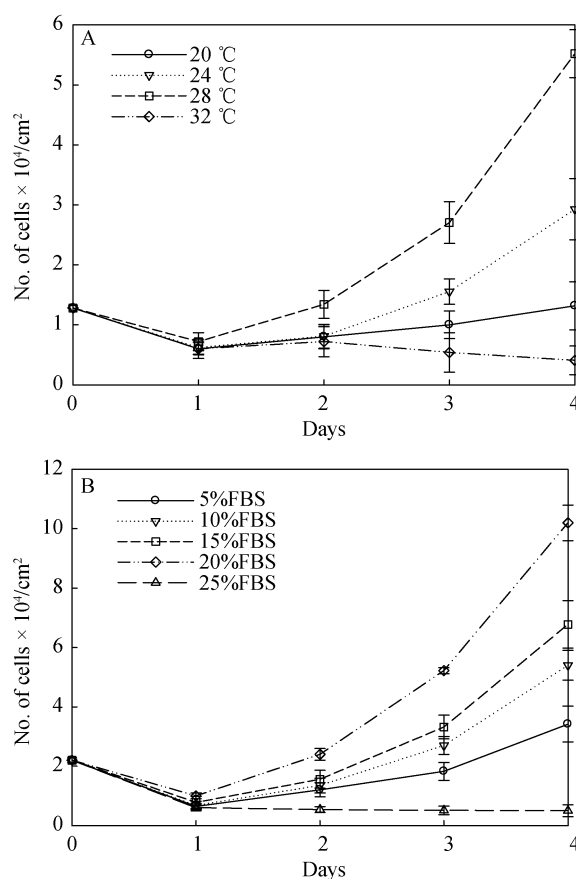 A
20 ℃
24 ℃
28 ℃
32 ℃
No. of cells × 10⁴/cm²
6
5
4
3
2
1
0
0 1 2 3 4
Days
B
5%FBS
10%FBS
15%FBS
20%FBS
25%FBS
No. of cells × 10⁴/cm²
12
10
8
6
4
2
0
0 1 2 3 4
Days